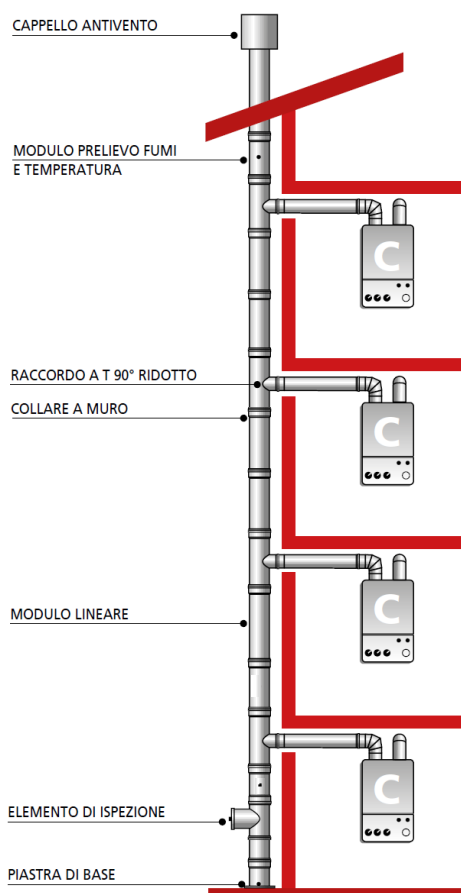 CAPPELLO ANTIVENTO
MODULO PRELIEVO FUMI
E TEMPERATURA
C
RACCORDO A T 90° RIDOTTO
COLLARE A MURO
C
C
MODULO LINEARE
C
ELEMENTO DI ISPEZIONE
PIASTRA DI BASE